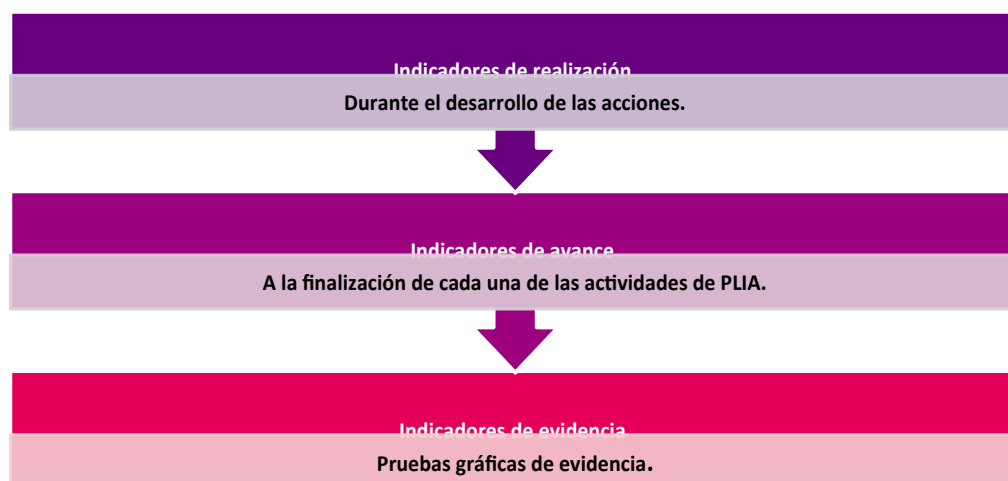 Indicadores de realización
Durante el desarrollo de las acciones.
Indicadores de avance
A la finalización de cada una de las actividades de PLIA.
Indicadores de evidencia
Pruebas gráficas de evidencia.